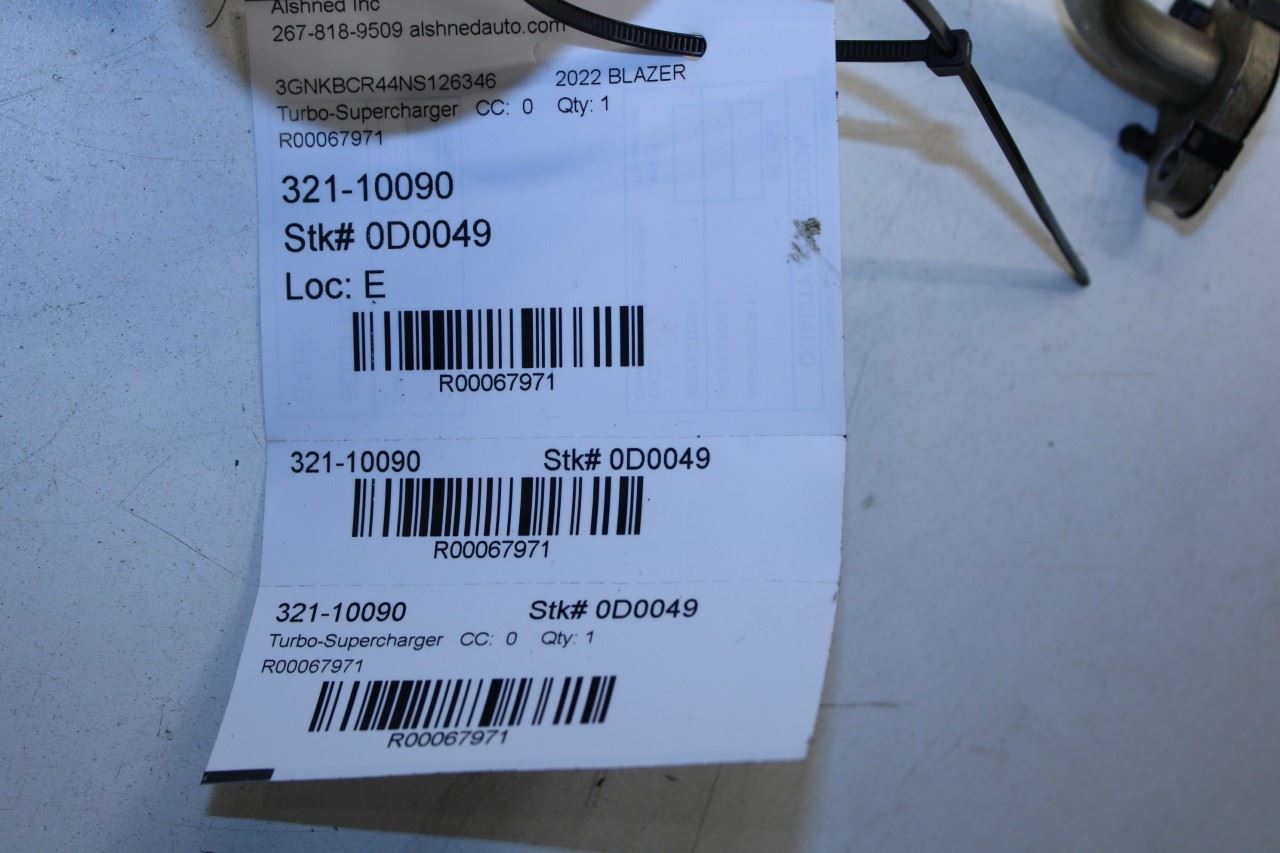 Alshned Inc
267-818-9509 alshnedauto.com
3GNKBCR44NS126346 2022 BLAZER
Turbo-Supercharger CC: 0 Qty: 1
R00067971
321-10090
Stk# 0D0049
Loc: E
R00067971
321-10090 Stk# 0D0049
R00067971
321-10090 Stk# 0D0049
Turbo-Supercharger CC: 0 Qty: 1
R00067971
R00067971